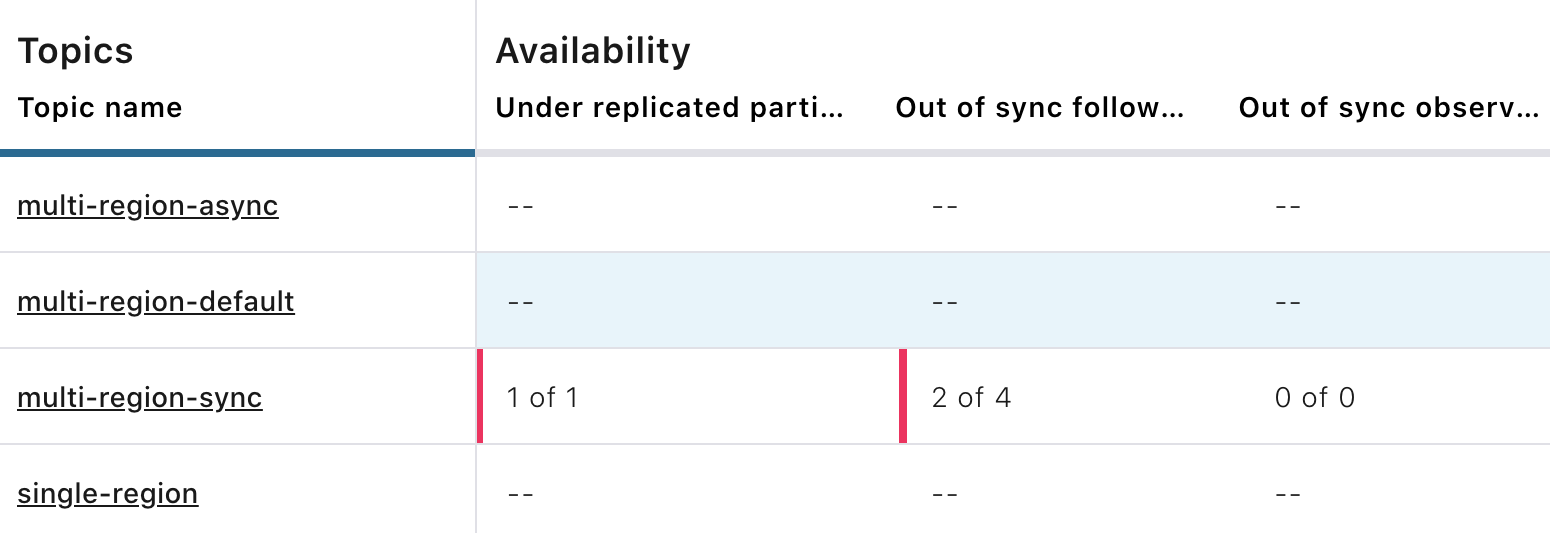 Topics Availability
Topic name Under replicated parti... Out of sync follow... Out of sync observ...
multi-region-async -- -- --
multi-region-default -- -- --
multi-region-sync 1 of 1 2 of 4 0 of 0
single-region -- -- --